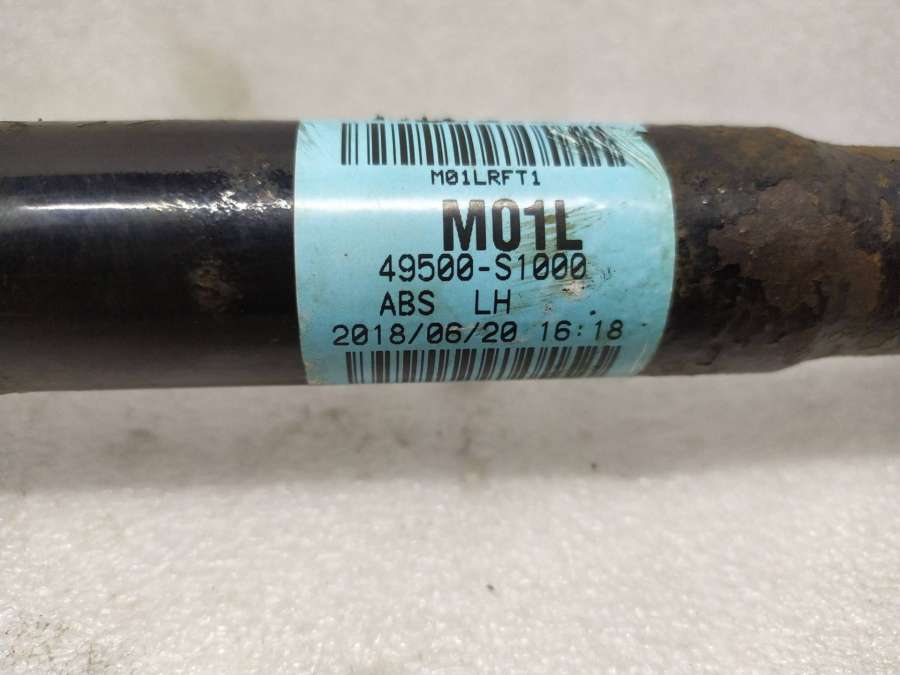 M01LRFT1
M01L
49500-S1000
ABS LH
2018/06/20 16:18